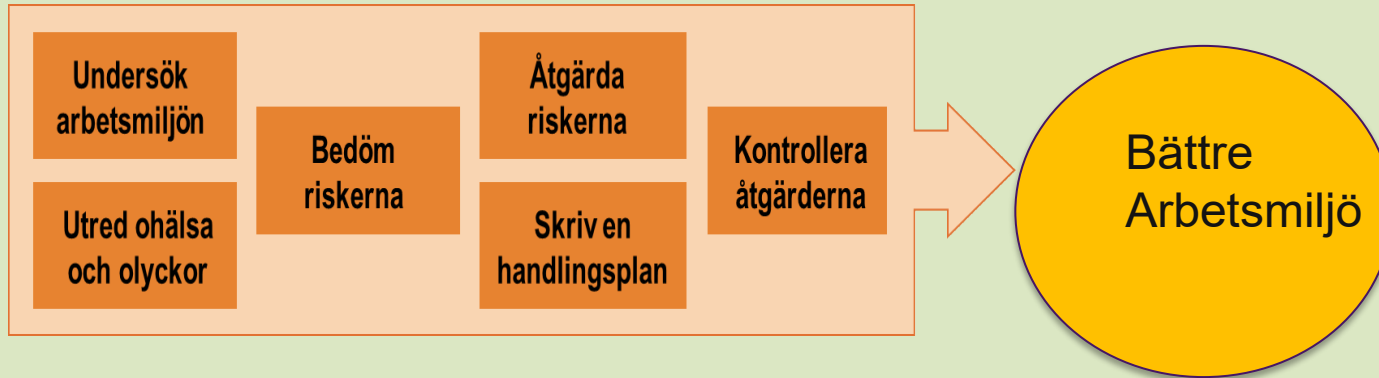 Undersök
arbetsmiljön
Utred ohälsa
och olyckor
Bedöm
riskerna
Åtgärda
riskerna
Skriv en
handlingsplan
Kontrollera
åtgärderna
Bättre
Arbetsmiljö